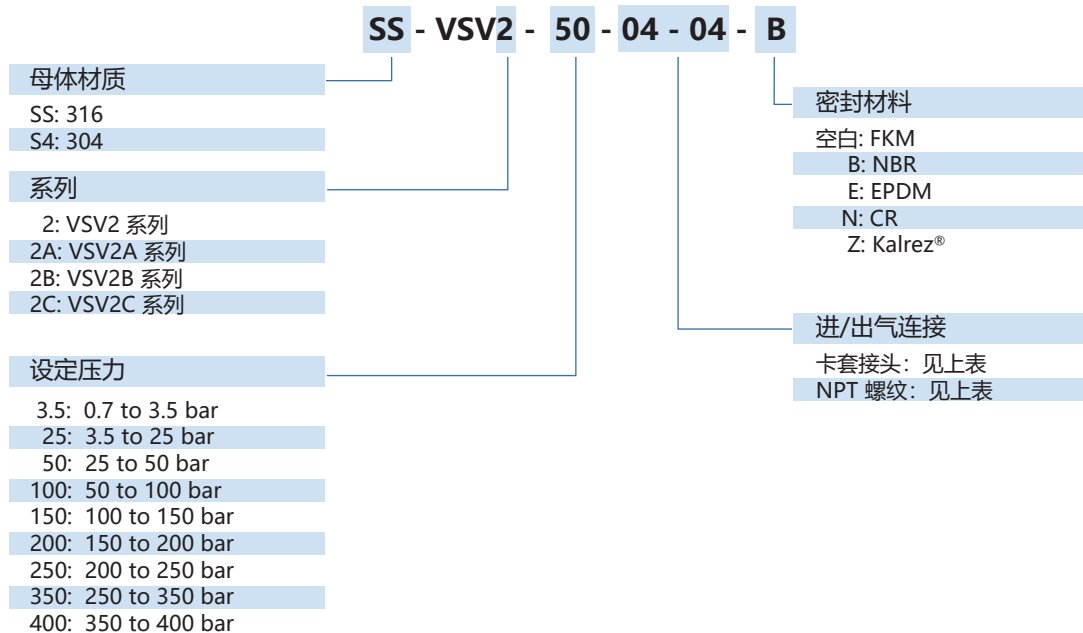 SS - VSV2 - 50 - 04 - 04 - B
母体材质
SS: 316
S4: 304
系列
2: VSV2 系列
2A: VSV2A 系列
2B: VSV2B 系列
2C: VSV2C 系列
设定压力
3.5: 0.7 to 3.5 bar
25: 3.5 to 25 bar
50: 25 to 50 bar
100: 50 to 100 bar
150: 100 to 150 bar
200: 150 to 200 bar
250: 200 to 250 bar
350: 250 to 350 bar
400: 350 to 400 bar
密封材料
空白: FKM
B: NBR
E: EPDM
N: CR
Z: Kalrez®
进/出气连接
卡套接头：见上表
NPT 螺纹：见上表